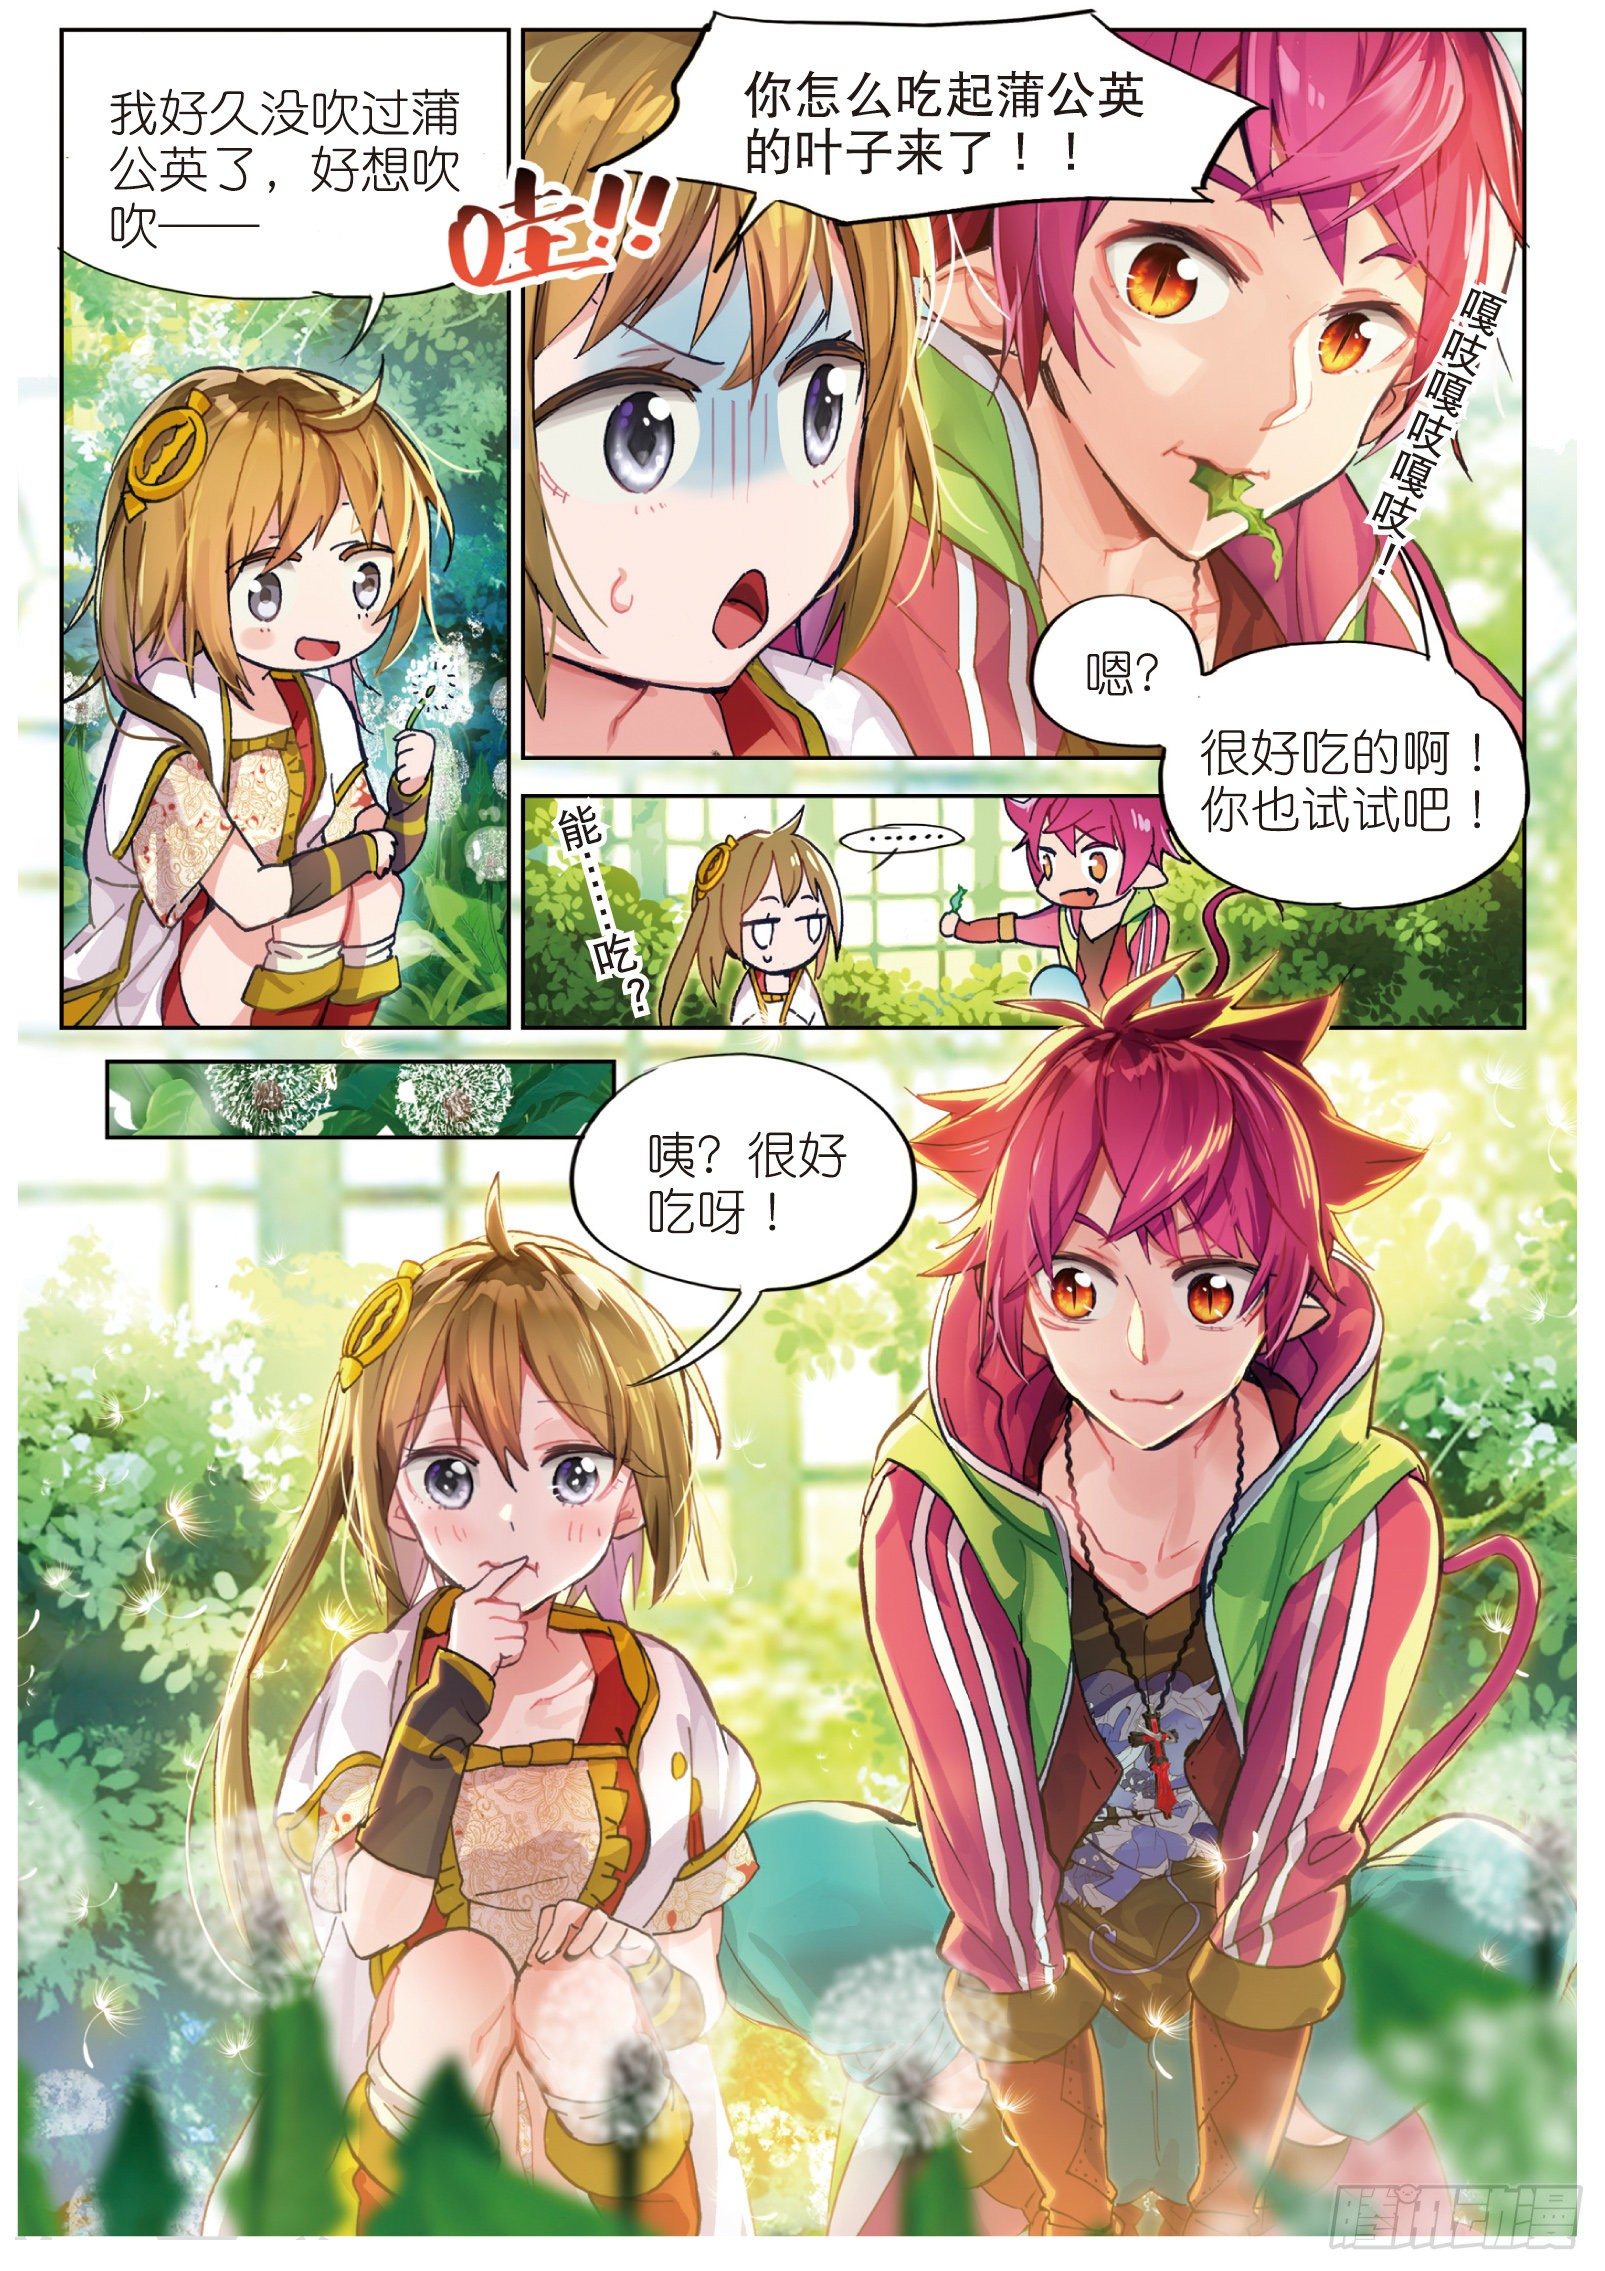 我好久没吹过蒲
公英了，好想吹
吹——
哇!!
你怎么吃起蒲公英
的叶子来了！！
嘎吱嘎吱嘎吱！
嗯？
很好吃的啊！
你也试试吧！
能……吃？
……
咦？很好
吃呀！
腾讯动漫